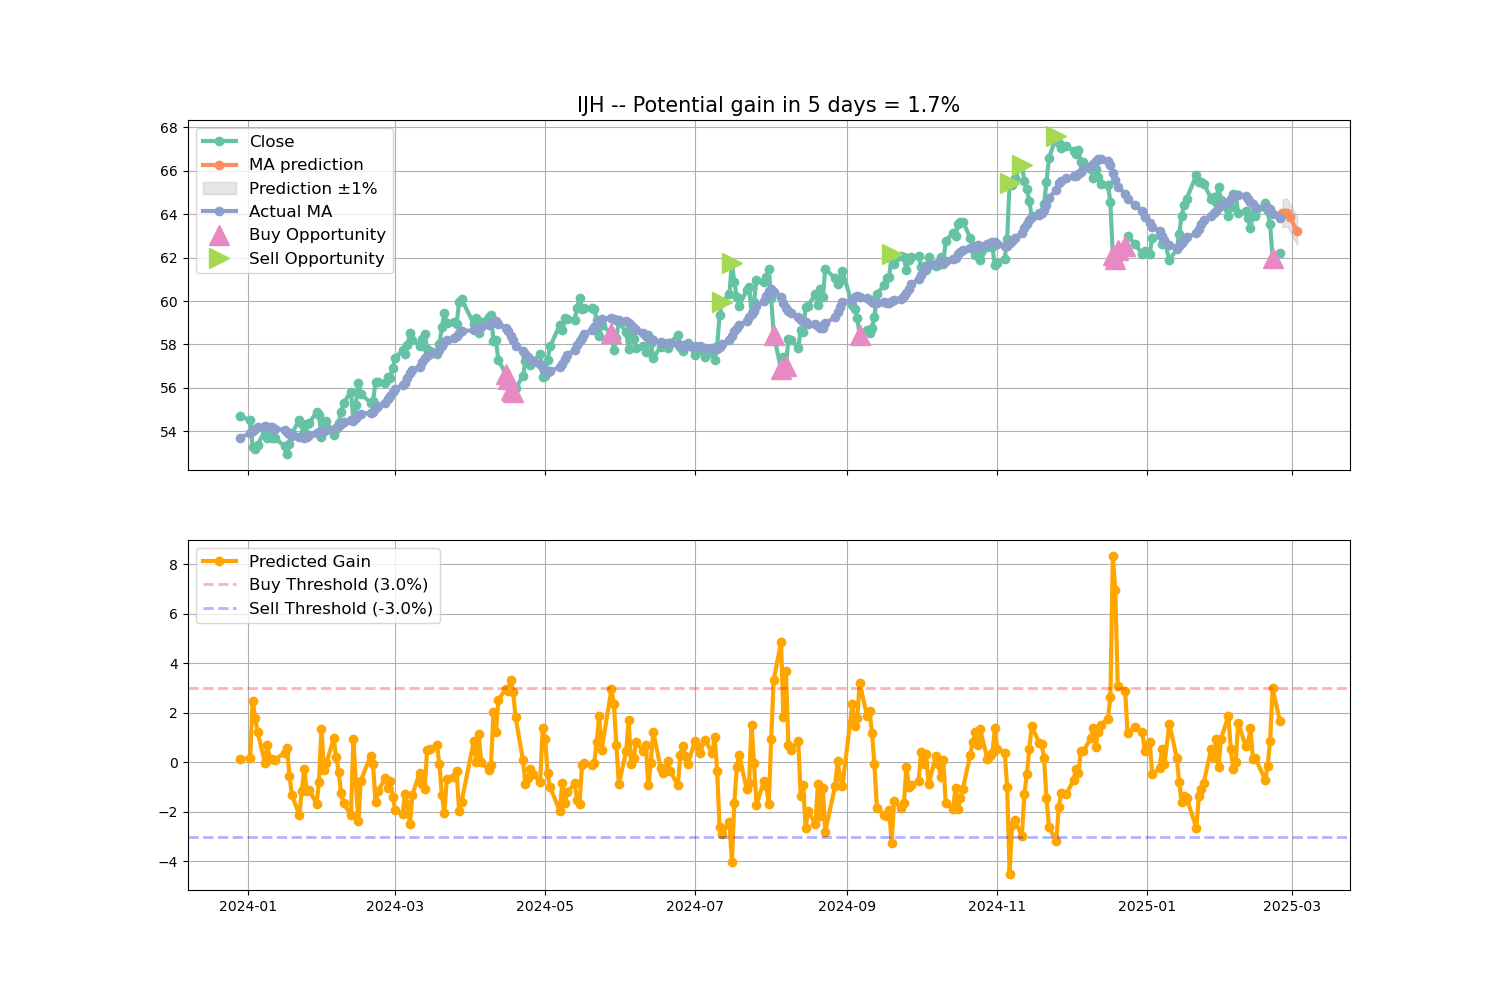 IJH -- Potential gain in 5 days = 1.7%
68
66
64
62
60
58
56
54
Close
MA prediction
Prediction ±1%
Actual MA
Buy Opportunity
Sell Opportunity
8
6
4
2
0
−2
−4
Predicted Gain
Buy Threshold (3.0%)
Sell Threshold (-3.0%)
2024-01
2024-03
2024-05
2024-07
2024-09
2024-11
2025-01
2025-03